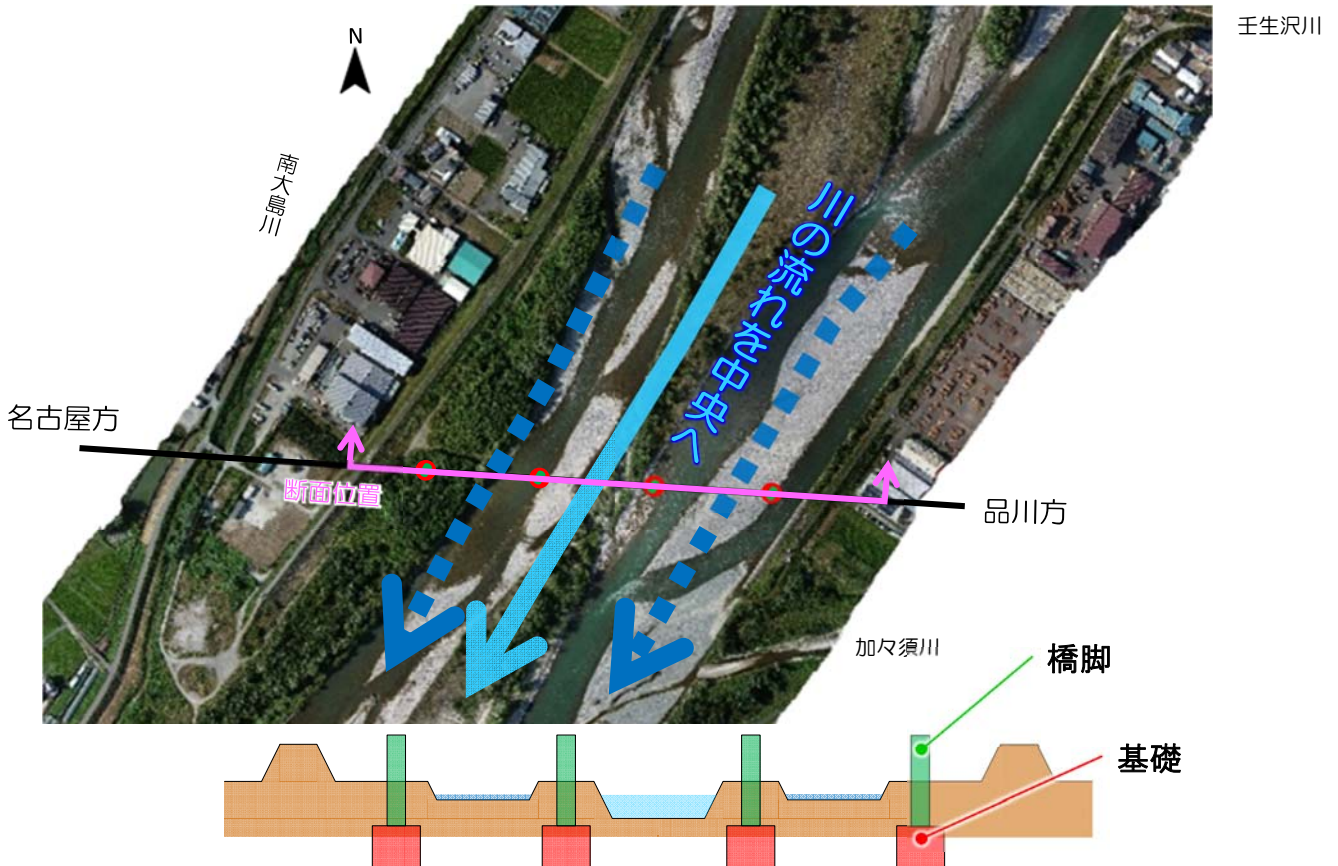 壬生沢川
N
南大島川
川の流れを中央へ
名古屋方
断面位置
品川方
加々須川
橋脚
基礎